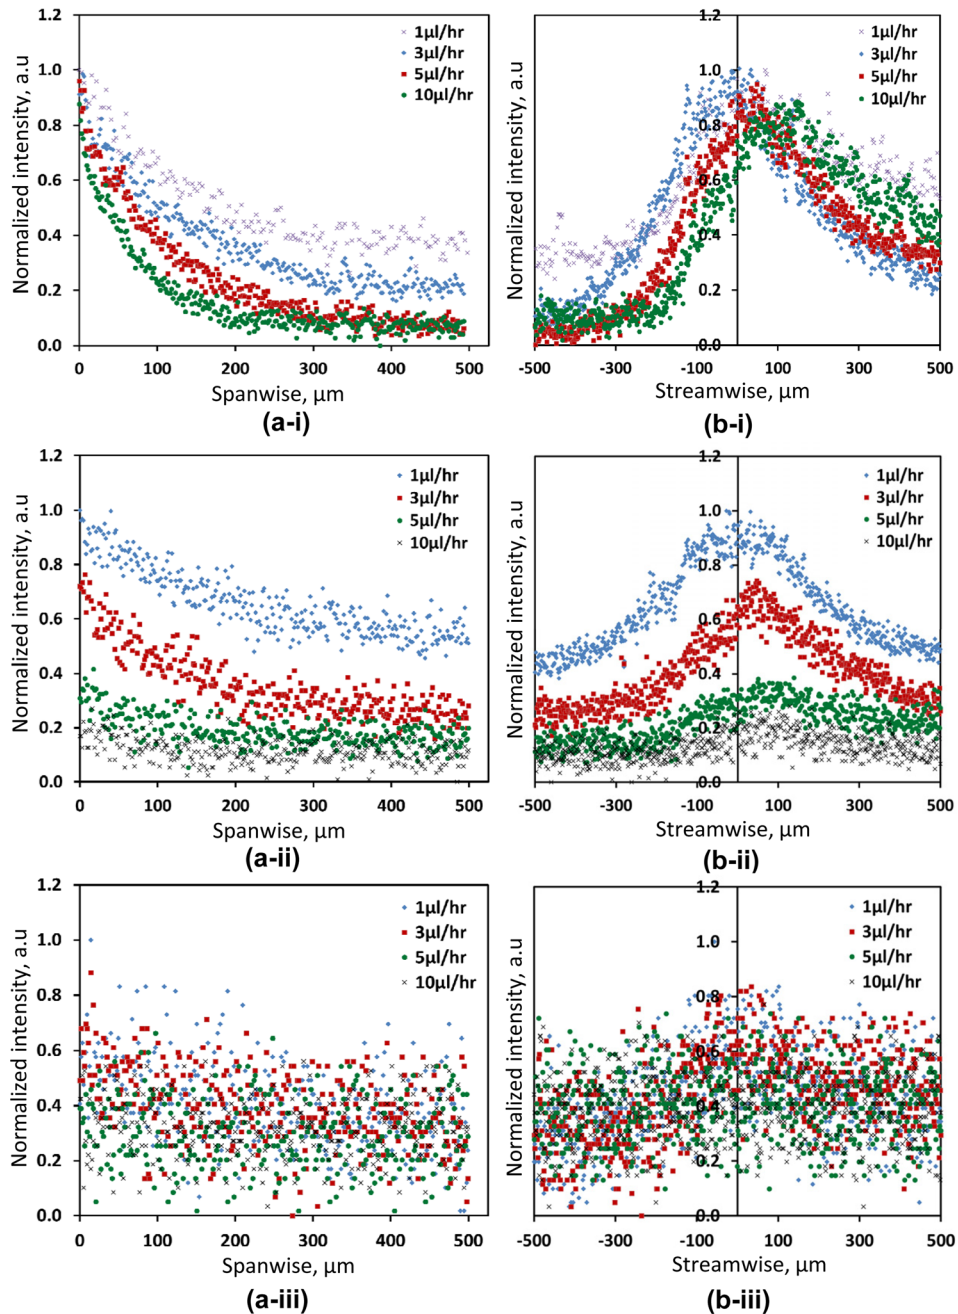 1.2
1.0
0.8
0.6
0.4
0.2
0.0
Normalized intensity, a.u
1µl/hr
3µl/hr
5µl/hr
10µl/hr
0 100 200 300 400 500
Spanwise, µm
(a-i)
1.2
1.0
0.8
0.6
0.4
0.2
0.0
Normalized intensity, a.u
1µl/hr
3µl/hr
5µl/hr
10µl/hr
-500 -300 -100 100 300 500
Streamwise, µm
(b-i)
1.2
1.0
0.8
0.6
0.4
0.2
0.0
Normalized intensity, a.u
1µl/hr
3µl/hr
5µl/hr
10µl/hr
0 100 200 300 400 500
Spanwise, µm
(a-ii)
1.2
1.0
0.8
0.6
0.4
0.2
0.0
Normalized intensity, a.u
1µl/hr
3µl/hr
5µl/hr
10µl/hr
-500 -300 -100 100 300 500
Streamwise, µm
(b-ii)
1.2
1.0
0.8
0.6
0.4
0.2
0.0
Normalized intensity, a.u
1µl/hr
3µl/hr
5µl/hr
10µl/hr
0 100 200 300 400 500
Spanwise, µm
(a-iii)
1.2
1.0
0.8
0.6
0.4
0.2
0.0
Normalized intensity, a.u
1µl/hr
3µl/hr
5µl/hr
10µl/hr
-500 -300 -100 100 300 500
Streamwise, µm
(b-iii)